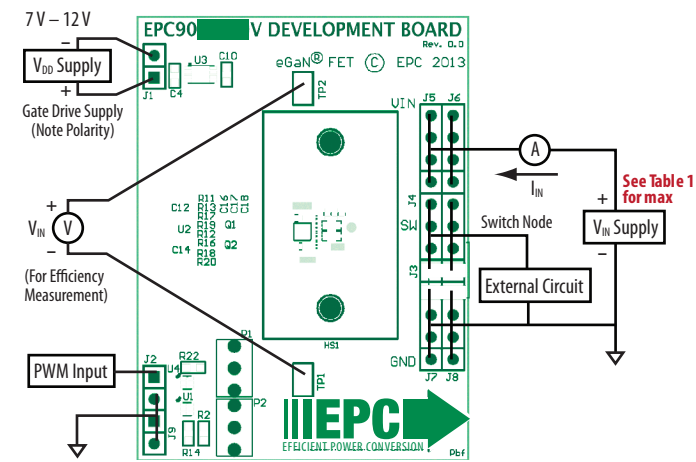 7 V – 12 V
EPC90 V DEVELOPMENT BOARD
Rev. 0.0
eGaN® FET © EPC 2013
–
VDD Supply
+
Gate Drive Supply
(Note Polarity)
J1
C4
U3
C10
TP2
VIN
J5 J6
A
IIN
See Table 1
for max
+
VIN Supply
–
J4
SW
Switch Node
J3
External Circuit
+
VIN
V
–
(For Efficiency
Measurement)
C12
U2
C14
R11
R13
R17
R19
R12
R16
R18
R20
C16
C17
C18
Q1
Q2
HS1
GND
J7 J8
PWM Input
J2
U4
R22
P1
U1
TP1
P2
J9
R2
R14
EPC
EFFICIENT POWER CONVERSION
Pbf